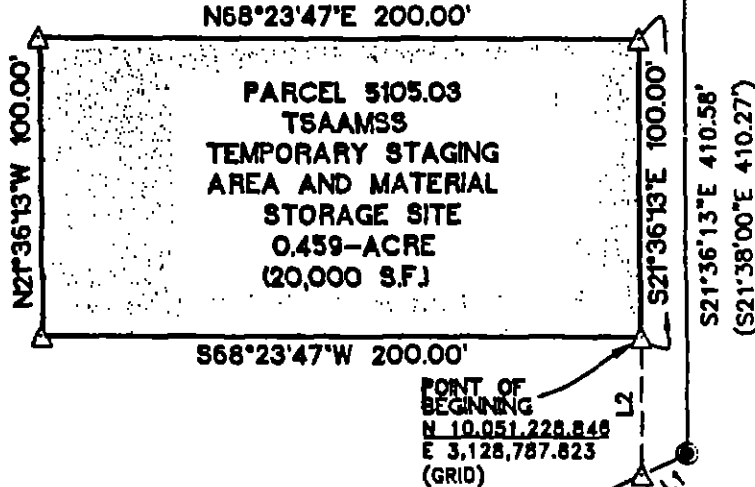 N68°23'47"E 200.00'
N21°36'13"W 100.00'
PARCEL 5105.03
TSAAMSS
TEMPORARY STAGING
AREA AND MATERIAL
STORAGE SITE
0.459-ACRE
(20,000 S.F.)
S21°36'13"E 100.00'
S21°36'13"E 410.58'
(S21°38'00"E 410.27')
S68°23'47"W 200.00'
POINT OF
BEGINNING
N 10,051,228.846
E 3,128,787.823
(GRID)
L2
L1